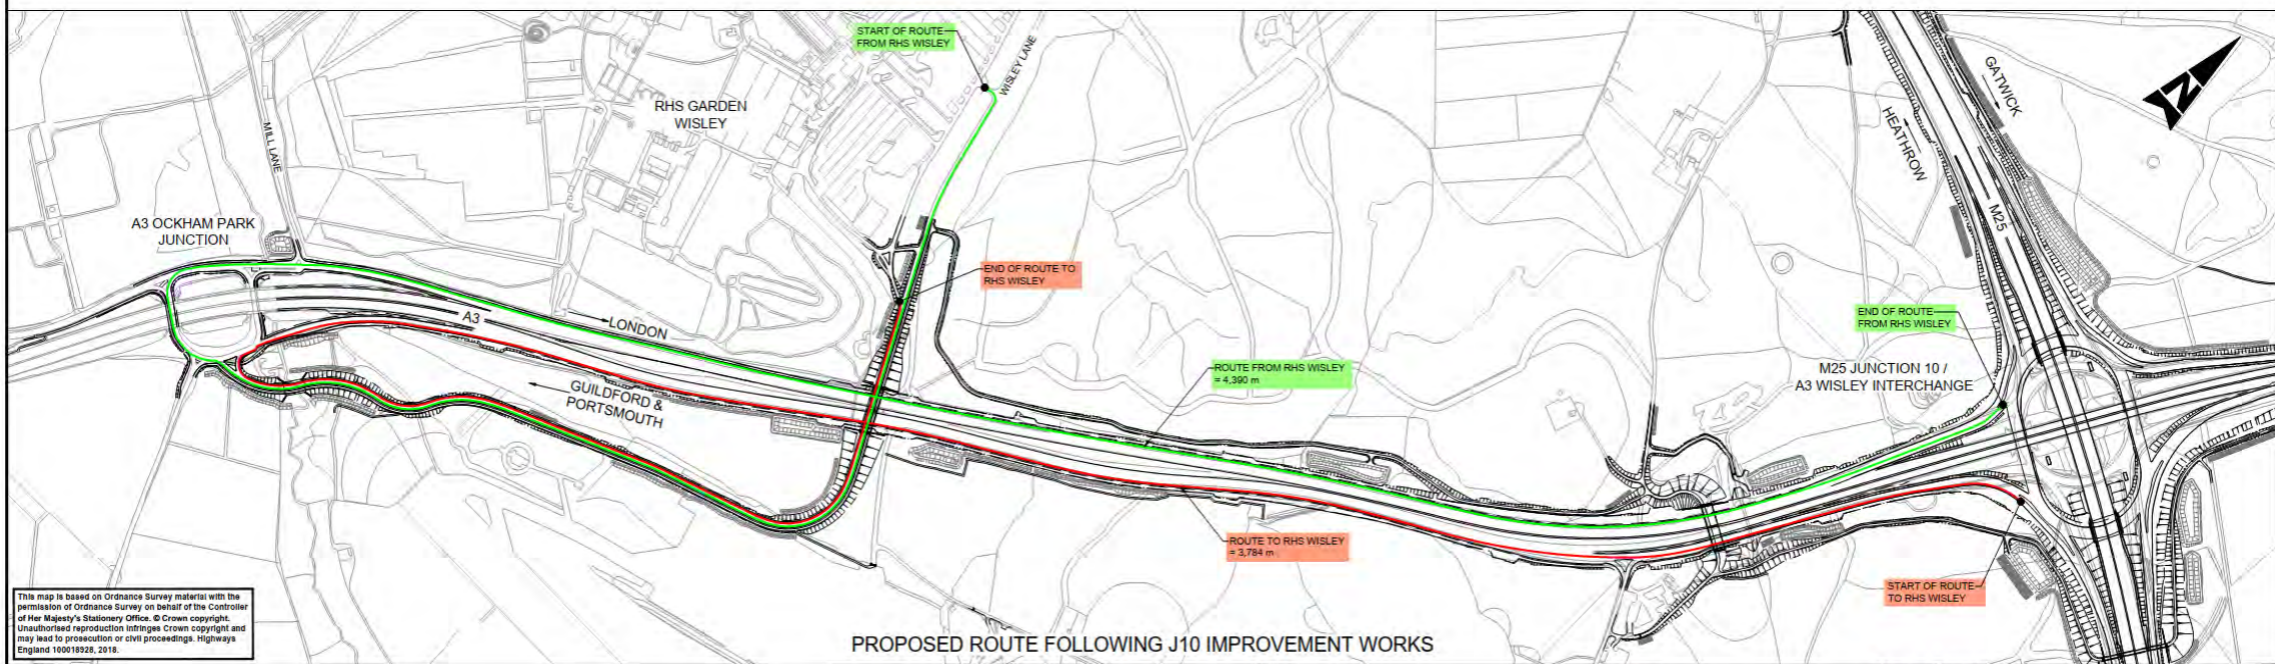 START OF ROUTE
FROM RHS WISLEY
WISLEY LANE
GATWICK
N
RHS GARDEN
WISLEY
MILL LANE
HEATHROW
M25
A3 OCKHAM PARK
JUNCTION
END OF ROUTE TO
RHS WISLEY
A3
LONDON
END OF ROUTE
FROM RHS WISLEY
ROUTE FROM RHS WISLEY
= 4,390 m
M25 JUNCTION 10 /
A3 WISLEY INTERCHANGE
GUILDFORD &
PORTSMOUTH
ROUTE TO RHS WISLEY
= 3,784 m
START OF ROUTE
TO RHS WISLEY
This map is based on Ordnance Survey material with the
permission of Ordnance Survey on behalf of the Controller
of Her Majesty's Stationery Office. © Crown copyright.
Unauthorised reproduction infringes Crown copyright and
may lead to prosecution or civil proceedings. Highways
England 100018928, 2018.
PROPOSED ROUTE FOLLOWING J10 IMPROVEMENT WORKS